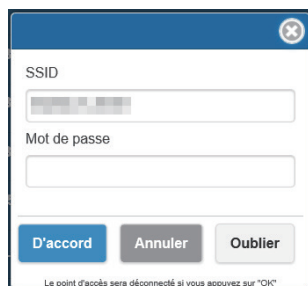 SSID
Mot de passe
D'accord Annuler Oublier
Le point d'accès sera déconnecté si vous appuyez sur "OK"